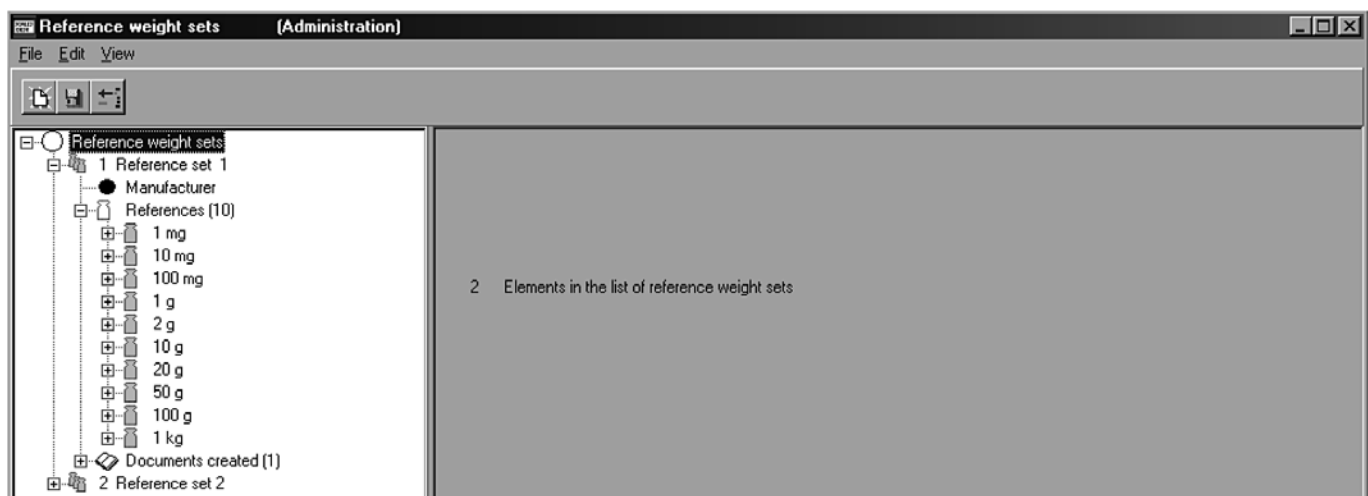 Reference weight sets (Administration)
File Edit View
Reference weight sets
1 Reference set 1
Manufacturer
References (10)
1 mg
10 mg
100 mg
1 g
2 g
10 g
20 g
50 g
100 g
1 kg
Documents created (1)
2 Reference set 2
2 Elements in the list of reference weight sets